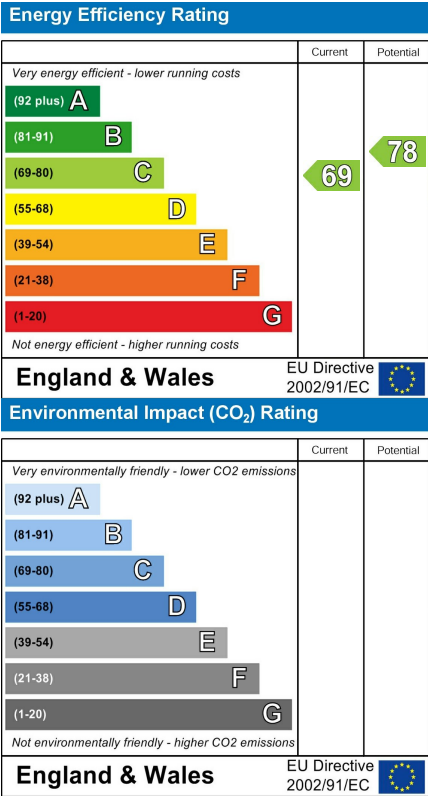 Energy Efficiency Rating
Current Potential
Very energy efficient - lower running costs
(92 plus) A
(81-91) B
(69-80) C
(55-68) D
(39-54) E
(21-38) F
(1-20) G
69
78
Not energy efficient - higher running costs
England & Wales
EU Directive
2002/91/EC
Environmental Impact (CO₂) Rating
Current Potential
Very environmentally friendly - lower CO2 emissions
(92 plus) A
(81-91) B
(69-80) C
(55-68) D
(39-54) E
(21-38) F
(1-20) G
Not environmentally friendly - higher CO2 emissions
England & Wales
EU Directive
2002/91/EC